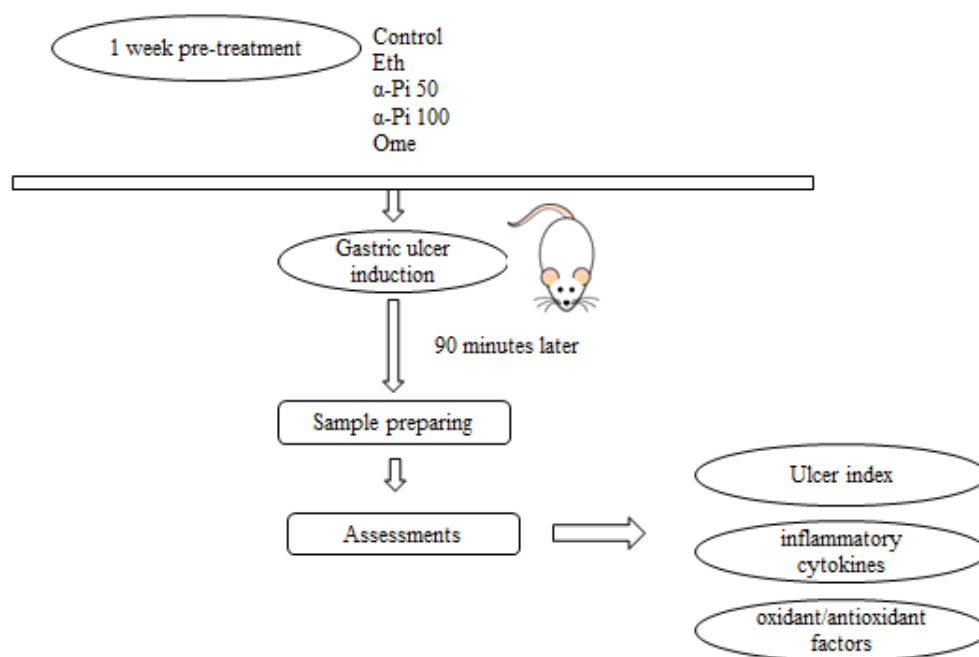 1 week pre-treatment
Control
Eth
α-Pi 50
α-Pi 100
Ome
Gastric ulcer
induction
90 minutes later
Sample preparing
Assessments
Ulcer index
inflammatory
cytokines
oxidant/antioxidant
factors